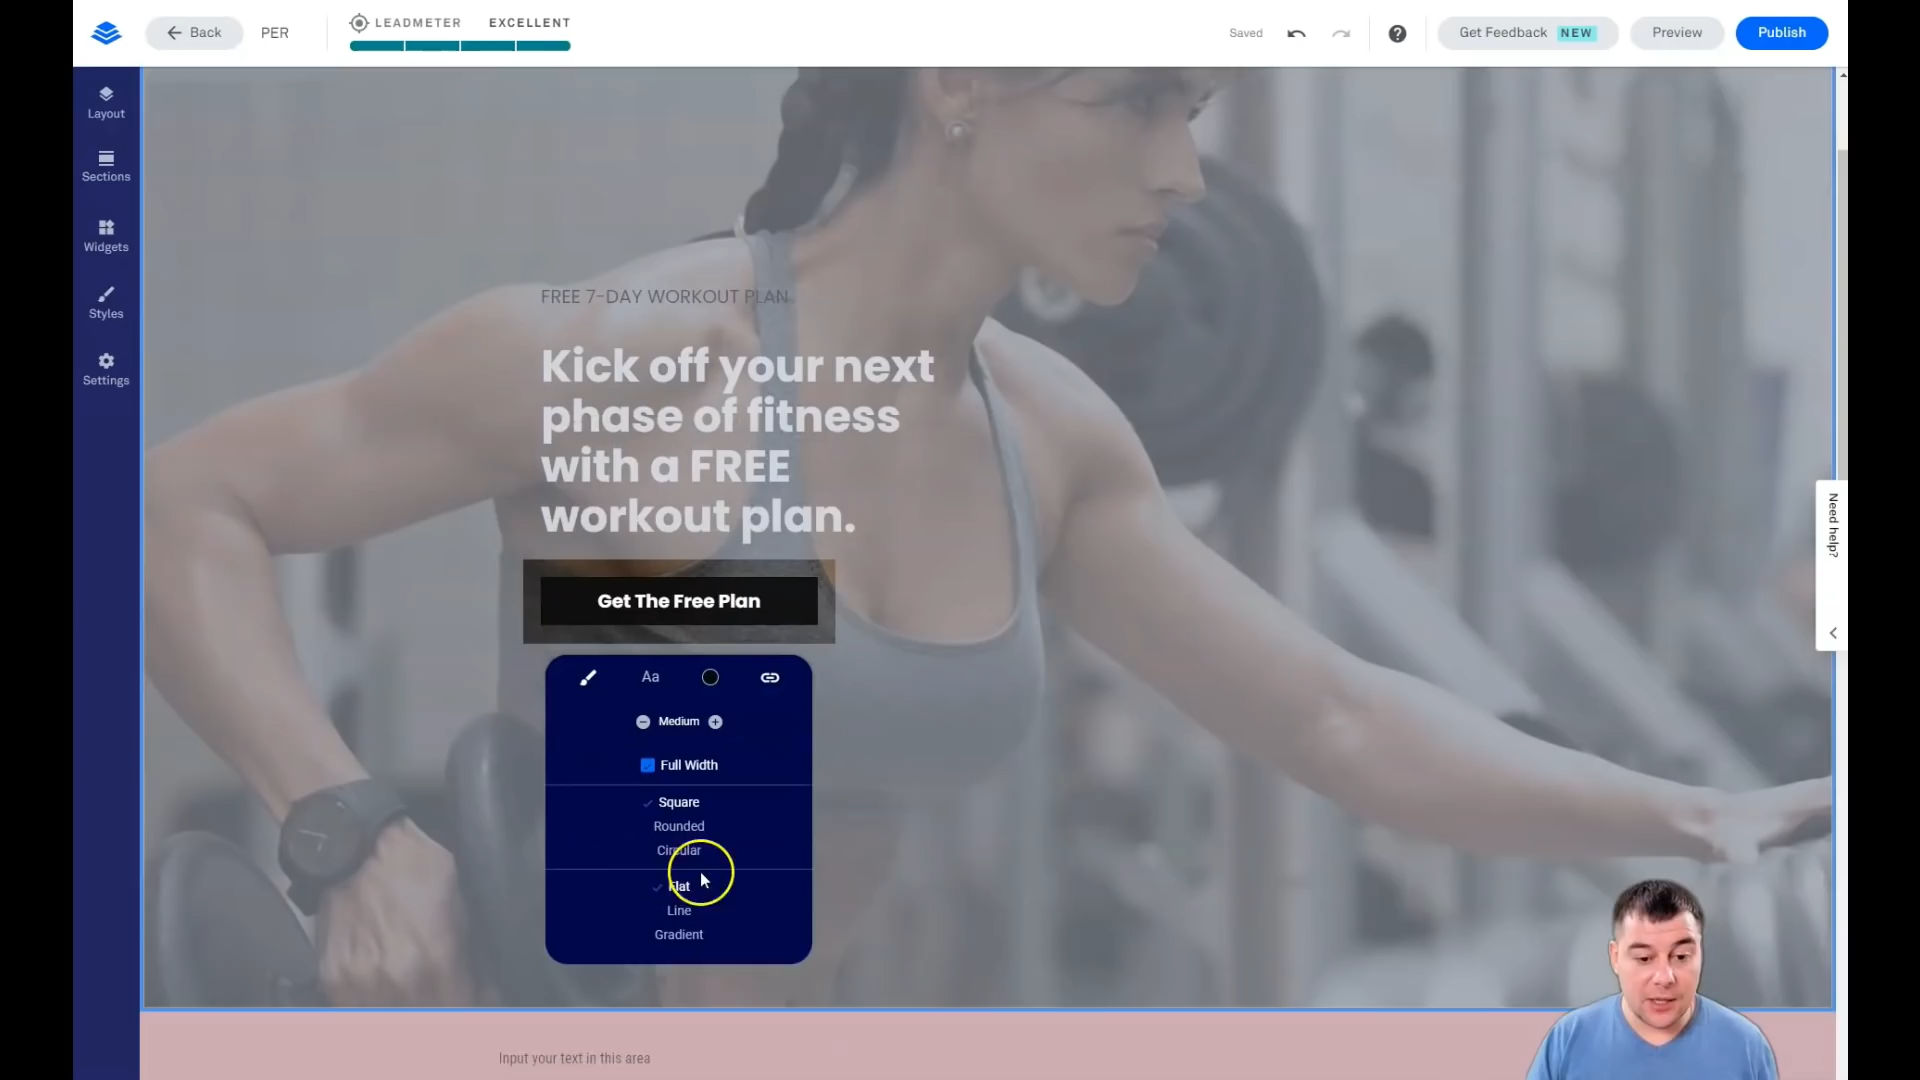 Back
PER
LEADMETER EXCELLENT
Saved
Get Feedback NEW
Preview
Publish
Layout
Sections
Widgets
Styles
Settings
FREE 7-DAY WORKOUT PLAN
Kick off your next
phase of fitness
with a FREE
workout plan.
Get The Free Plan
Aa
Medium
Full Width
Square
Rounded
Circular
Flat
Line
Gradient
Need help?
Input your text in this area